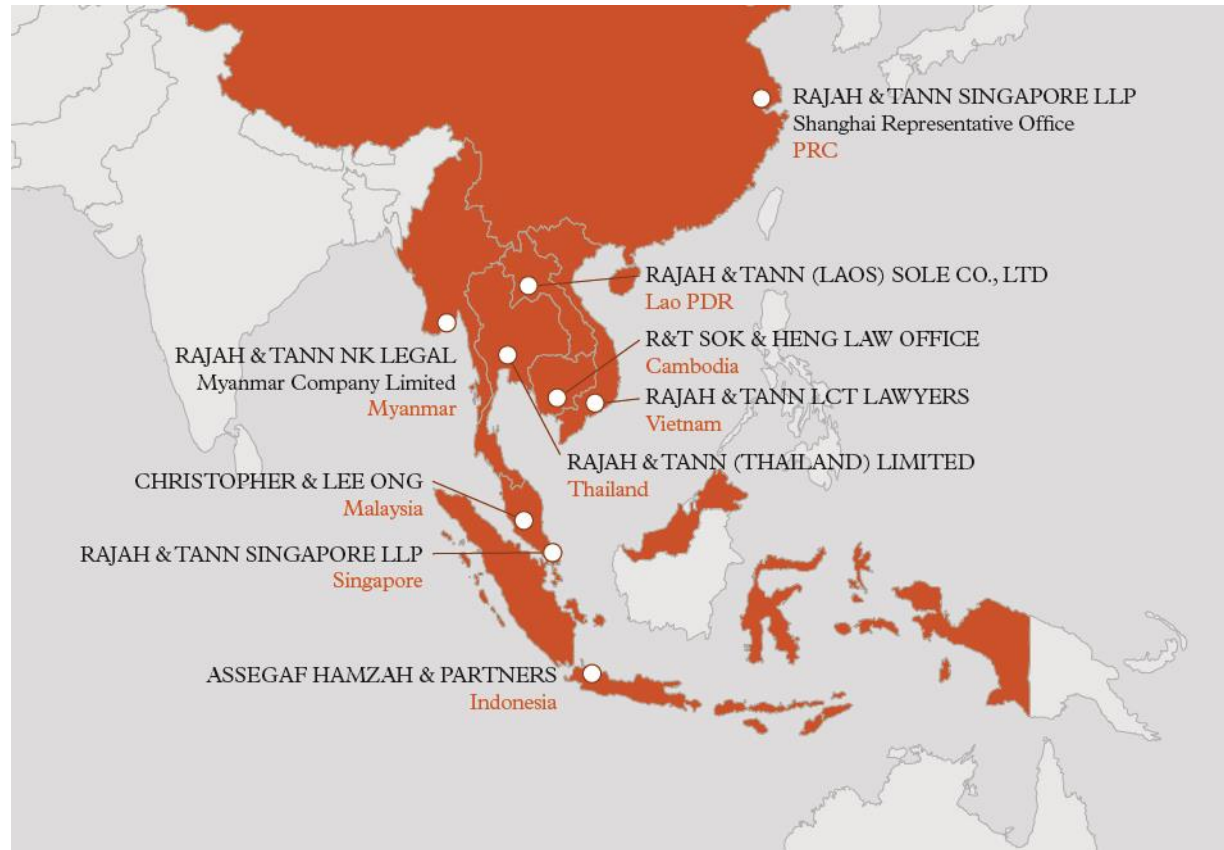 RAJAH & TANN SINGAPORE LLP
Shanghai Representative Office
PRC
RAJAH & TANN (LAOS) SOLE CO., LTD
Lao PDR
R&T SOK & HENG LAW OFFICE
Cambodia
RAJAH & TANN NK LEGAL
Myanmar Company Limited
Myanmar
RAJAH & TANN LCT LAWYERS
Vietnam
RAJAH & TANN (THAILAND) LIMITED
Thailand
CHRISTOPHER & LEE ONG
Malaysia
RAJAH & TANN SINGAPORE LLP
Singapore
ASSEGAF HAMZAH & PARTNERS
Indonesia